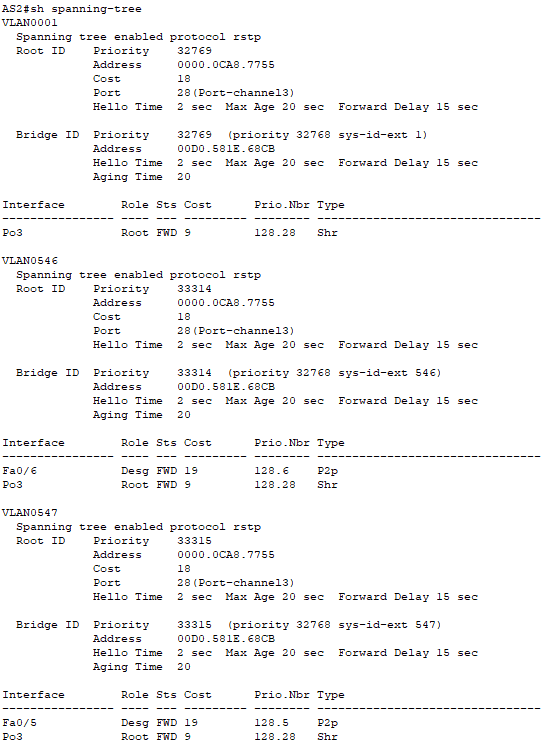 AS2#sh spanning-tree
VLAN0001
  Spanning tree enabled protocol rstp
  Root ID    Priority    32769
             Address     0000.0CA8.7755
             Cost        18
             Port        28(Port-channel3)
             Hello Time  2 sec  Max Age 20 sec  Forward Delay 15 sec

  Bridge ID  Priority    32769  (priority 32768 sys-id-ext 1)
             Address     00D0.581E.68CB
             Hello Time  2 sec  Max Age 20 sec  Forward Delay 15 sec
             Aging Time  20

Interface        Role Sts Cost      Prio.Nbr Type
---------------- ---- --- --------- -------- --------------------------------
Po3              Root FWD 9         128.28   Shr

VLAN0546
  Spanning tree enabled protocol rstp
  Root ID    Priority    33314
             Address     0000.0CA8.7755
             Cost        18
             Port        28(Port-channel3)
             Hello Time  2 sec  Max Age 20 sec  Forward Delay 15 sec

  Bridge ID  Priority    33314  (priority 32768 sys-id-ext 546)
             Address     00D0.581E.68CB
             Hello Time  2 sec  Max Age 20 sec  Forward Delay 15 sec
             Aging Time  20

Interface        Role Sts Cost      Prio.Nbr Type
---------------- ---- --- --------- -------- --------------------------------
Fa0/6            Desg FWD 19        128.6    P2p
Po3              Root FWD 9         128.28   Shr

VLAN0547
  Spanning tree enabled protocol rstp
  Root ID    Priority    33315
             Address     0000.0CA8.7755
             Cost        18
             Port        28(Port-channel3)
             Hello Time  2 sec  Max Age 20 sec  Forward Delay 15 sec

  Bridge ID  Priority    33315  (priority 32768 sys-id-ext 547)
             Address     00D0.581E.68CB
             Hello Time  2 sec  Max Age 20 sec  Forward Delay 15 sec
             Aging Time  20

Interface        Role Sts Cost      Prio.Nbr Type
---------------- ---- --- --------- -------- --------------------------------
Fa0/5            Desg FWD 19        128.5    P2p
Po3              Root FWD 9         128.28   Shr